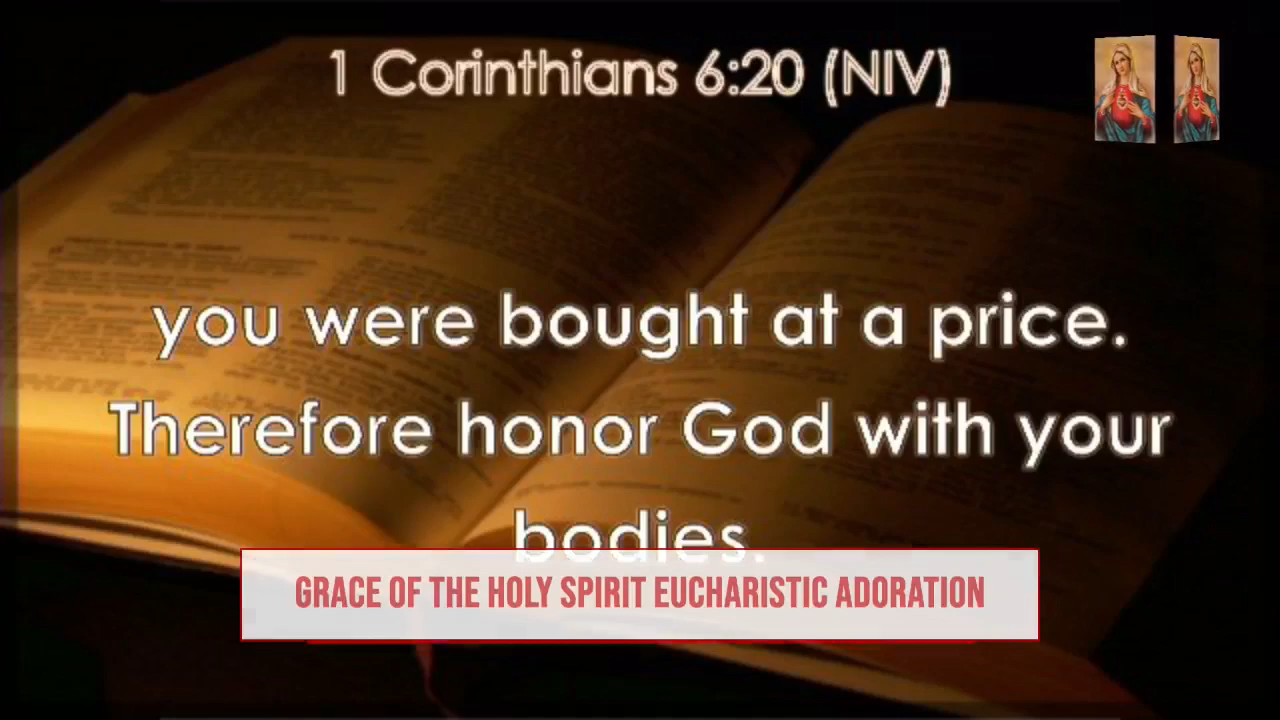 1 Corinthians 6:20 (NIV)
you were bought at a price.
Therefore honor God with your
bodies.
GRACE OF THE HOLY SPIRIT EUCHARISTIC ADORATION